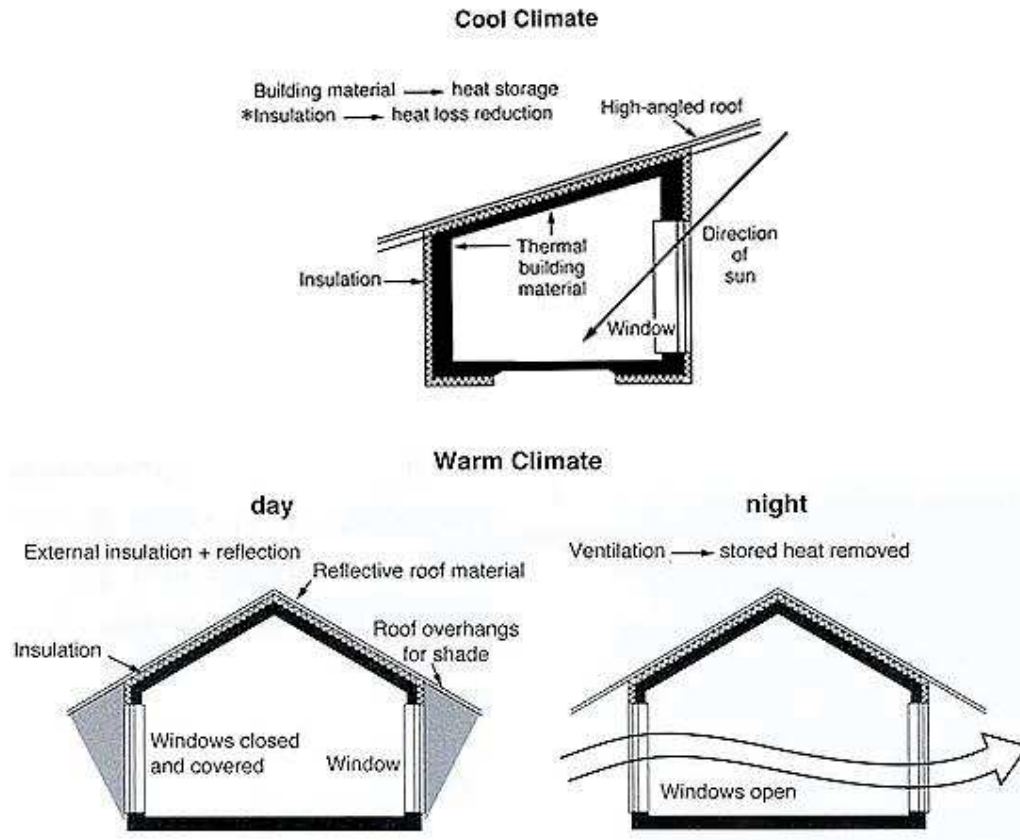 Cool Climate
Building material → heat storage
*Insulation → heat loss reduction
High-angled roof
Thermal
building
material
Direction
of
sun
Insulation
Window
Warm Climate
day
External insulation + reflection
Reflective roof material
Insulation
Roof overhangs
for shade
Windows closed
and covered
Window
night
Ventilation → stored heat removed
Windows open